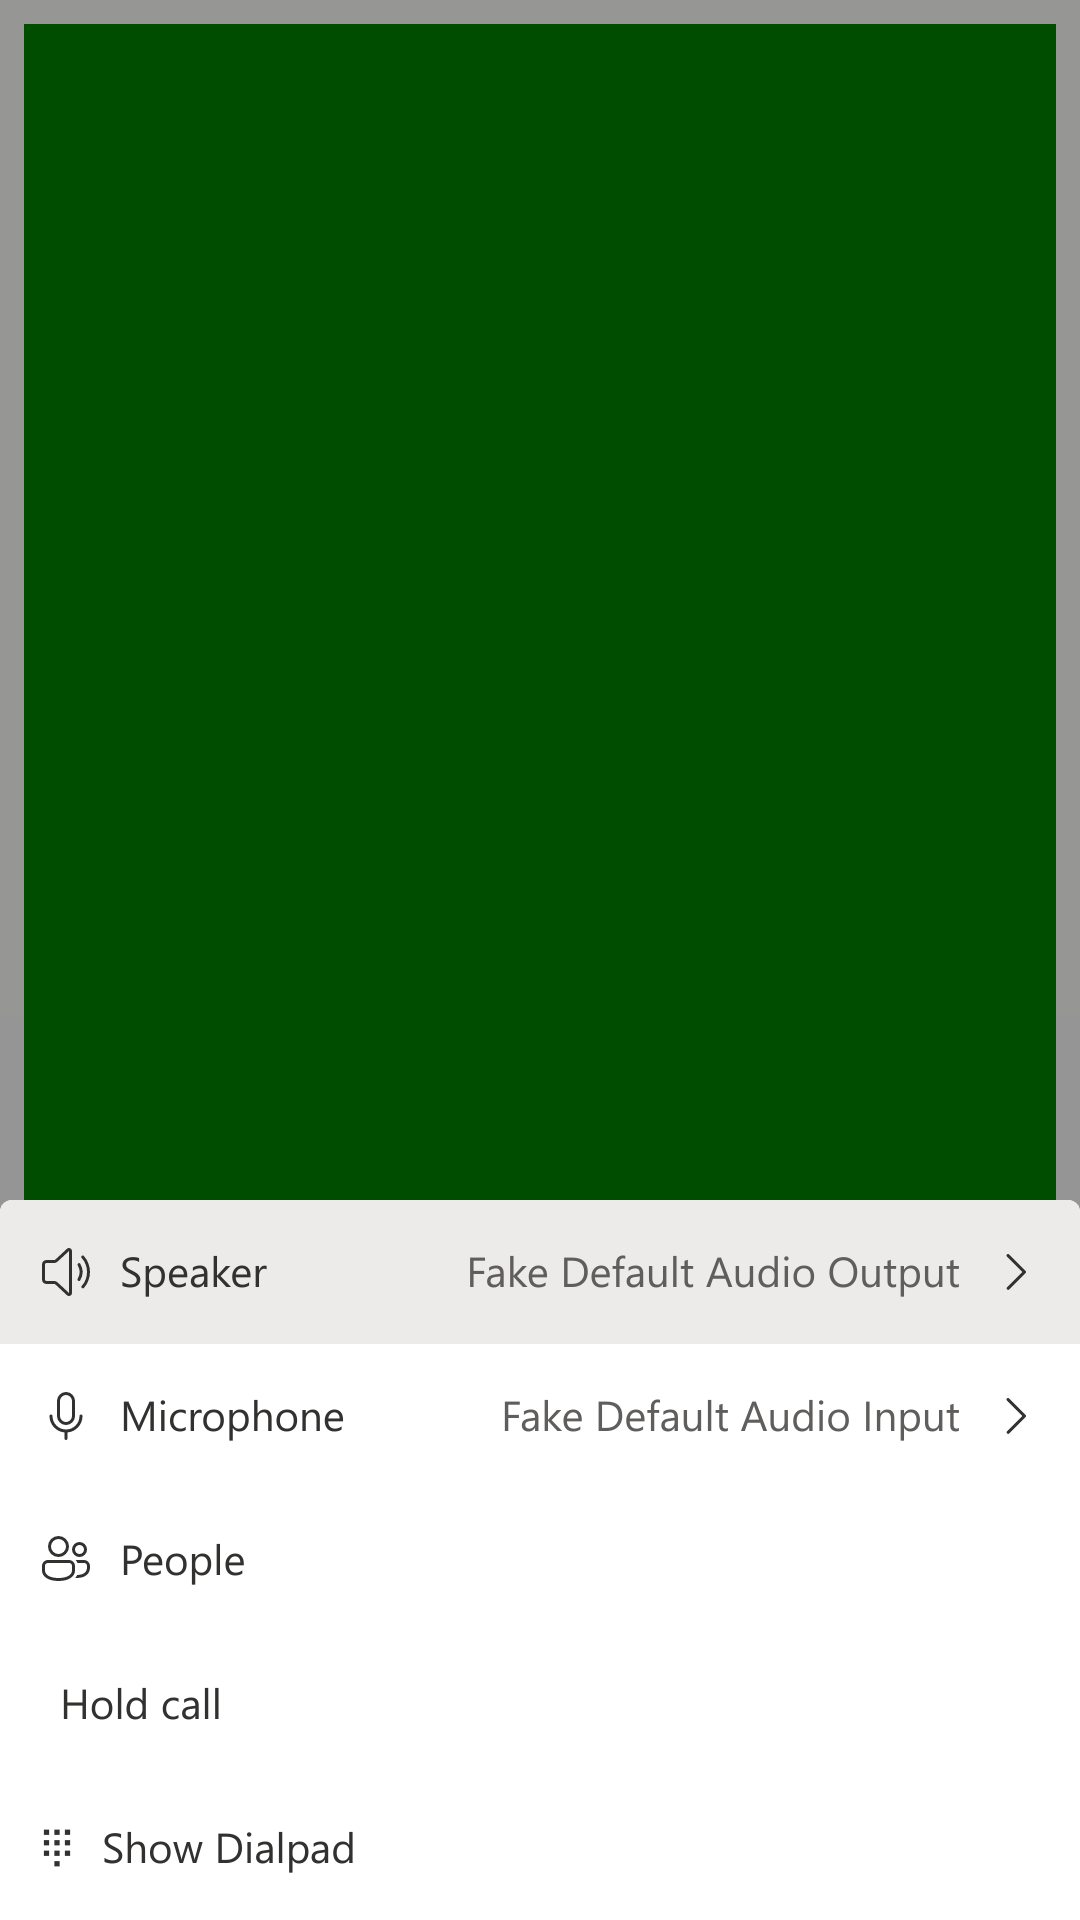 Speaker Fake Default Audio Output
Microphone Fake Default Audio Input
People
Hold call
Show Dialpad